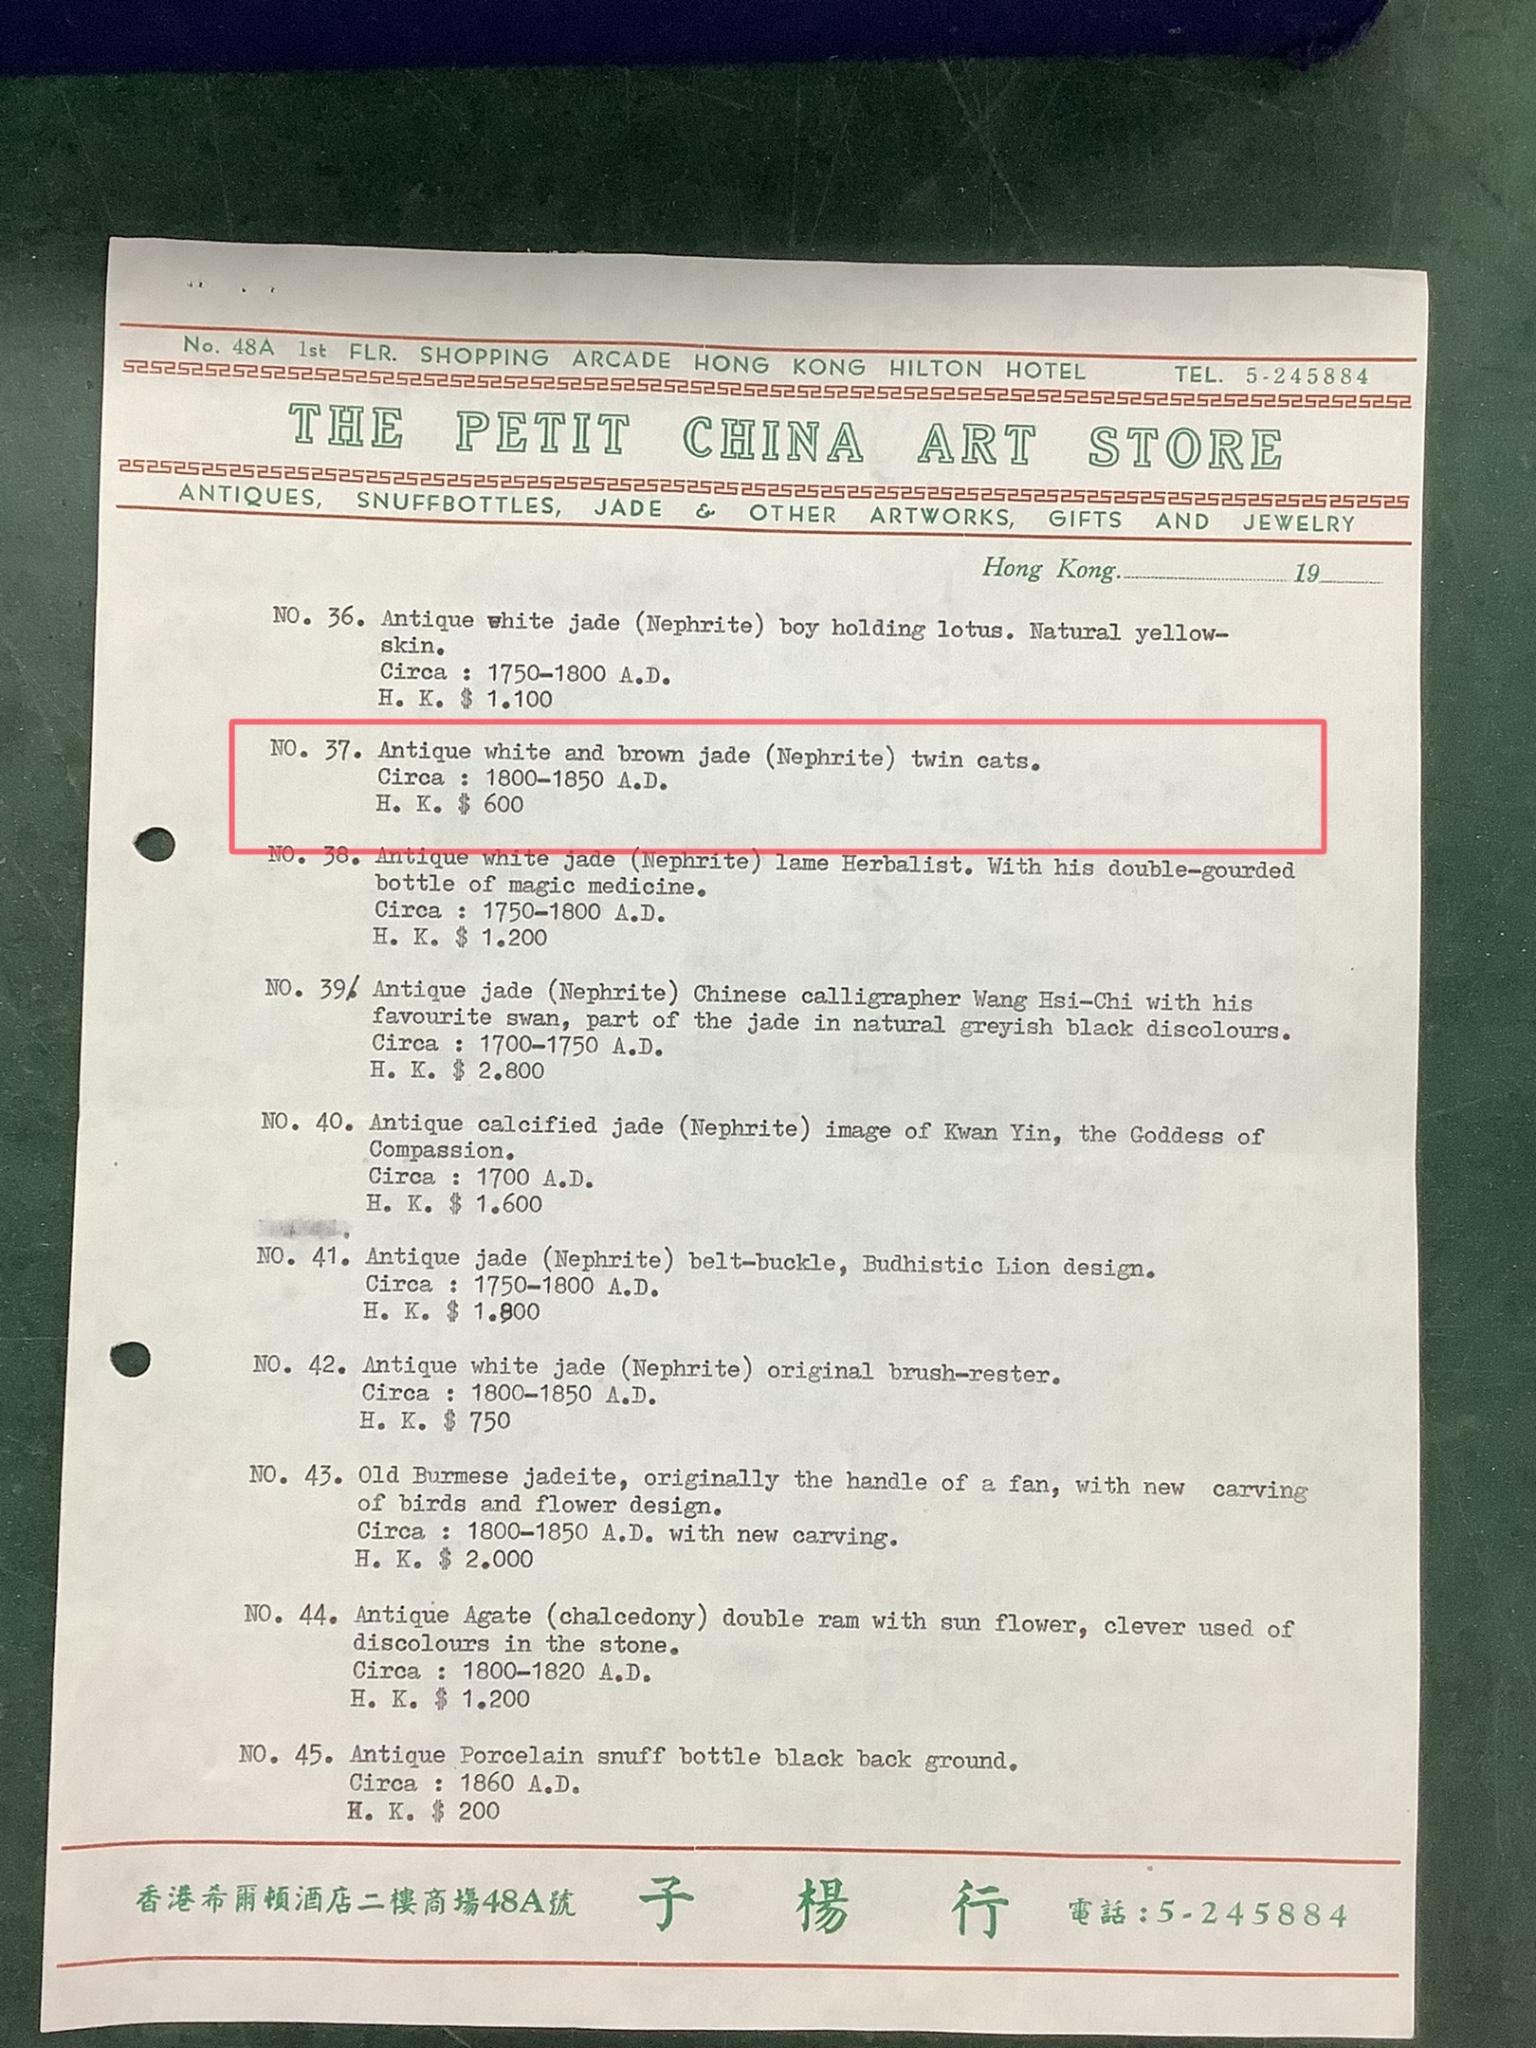 No. 48A 1st FLR. SHOPPING ARCADE HONG KONG HILTON HOTEL TEL. 5-245884
THE PETIT CHINA ART STORE
ANTIQUES, SNUFFBOTTLES, JADE & OTHER ARTWORKS, GIFTS AND JEWELRY
Hong Kong. 19
NO. 36. Antique white jade (Nephrite) boy holding lotus. Natural yellow-
skin.
Circa : 1750-1800 A.D.
H. K. $ 1.100
NO. 37. Antique white and brown jade (Nephrite) twin cats.
Circa : 1800-1850 A.D.
H. K. $ 600
NO. 38. Antique white jade (Nephrite) lame Herbalist. With his double-gourded
bottle of magic medicine.
Circa : 1750-1800 A.D.
H. K. $ 1.200
NO. 39. Antique jade (Nephrite) Chinese calligrapher Wang Hsi-Chi with his
favourite swan, part of the jade in natural greyish black discolours.
Circa : 1700-1750 A.D.
H. K. $ 2.800
NO. 40. Antique calcified jade (Nephrite) image of Kwan Yin, the Goddess of
Compassion.
Circa : 1700 A.D.
H. K. $ 1.600
NO. 41. Antique jade (Nephrite) belt-buckle, Budhistic Lion design.
Circa : 1750-1800 A.D.
H. K. $ 1.800
NO. 42. Antique white jade (Nephrite) original brush-rester.
Circa : 1800-1850 A.D.
H. K. $ 750
NO. 43. Old Burmese jadeite, originally the handle of a fan, with new carving
of birds and flower design.
Circa : 1800-1850 A.D. with new carving.
H. K. $ 2.000
NO. 44. Antique Agate (chalcedony) double ram with sun flower, clever used of
discolours in the stone.
Circa : 1800-1820 A.D.
H. K. $ 1.200
NO. 45. Antique Porcelain snuff bottle black back ground.
Circa : 1860 A.D.
H. K. $ 200
香港希爾頓酒店二樓商場48A號 子楊行 電話:5-245884